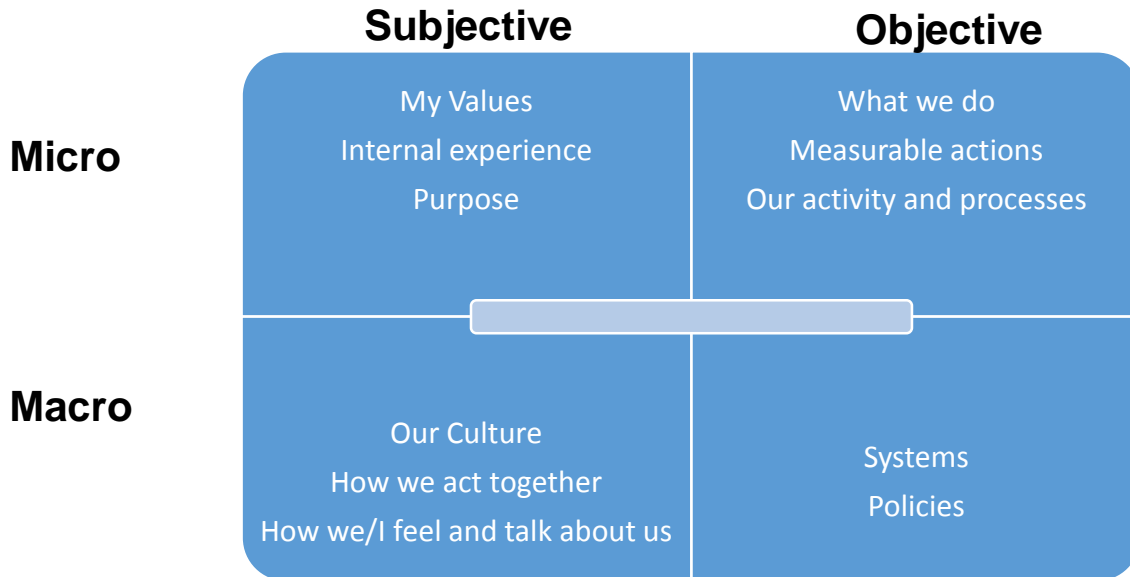 Subjective
Objective
Micro
My Values
Internal experience
Purpose
What we do
Measurable actions
Our activity and processes
Macro
Our Culture
How we act together
How we/I feel and talk about us
Systems
Policies